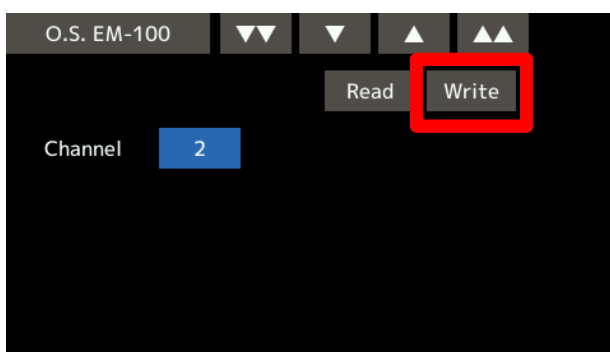 O.S. EM-100 ▼▼ ▼ ▲ ▲▲
Read Write
Channel 2